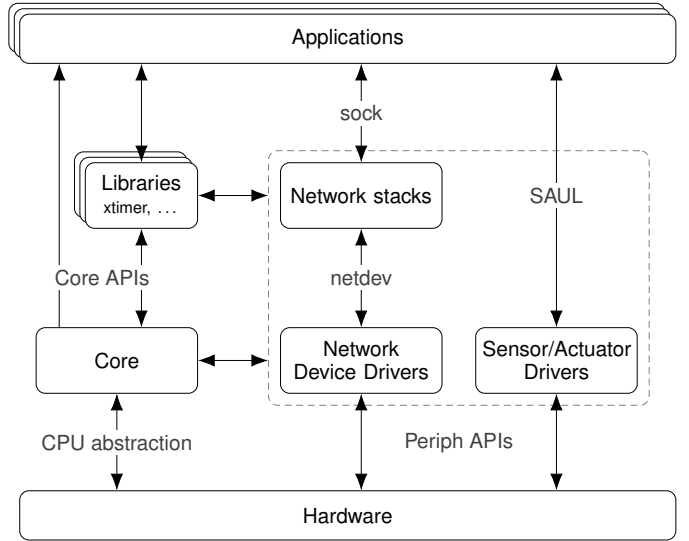 Applications
sock
Libraries
xtimer, ...
Network stacks
SAUL
Core APIs
netdev
Core
Network
Device Drivers
Sensor/Actuator
Drivers
CPU abstraction
Periph APIs
Hardware